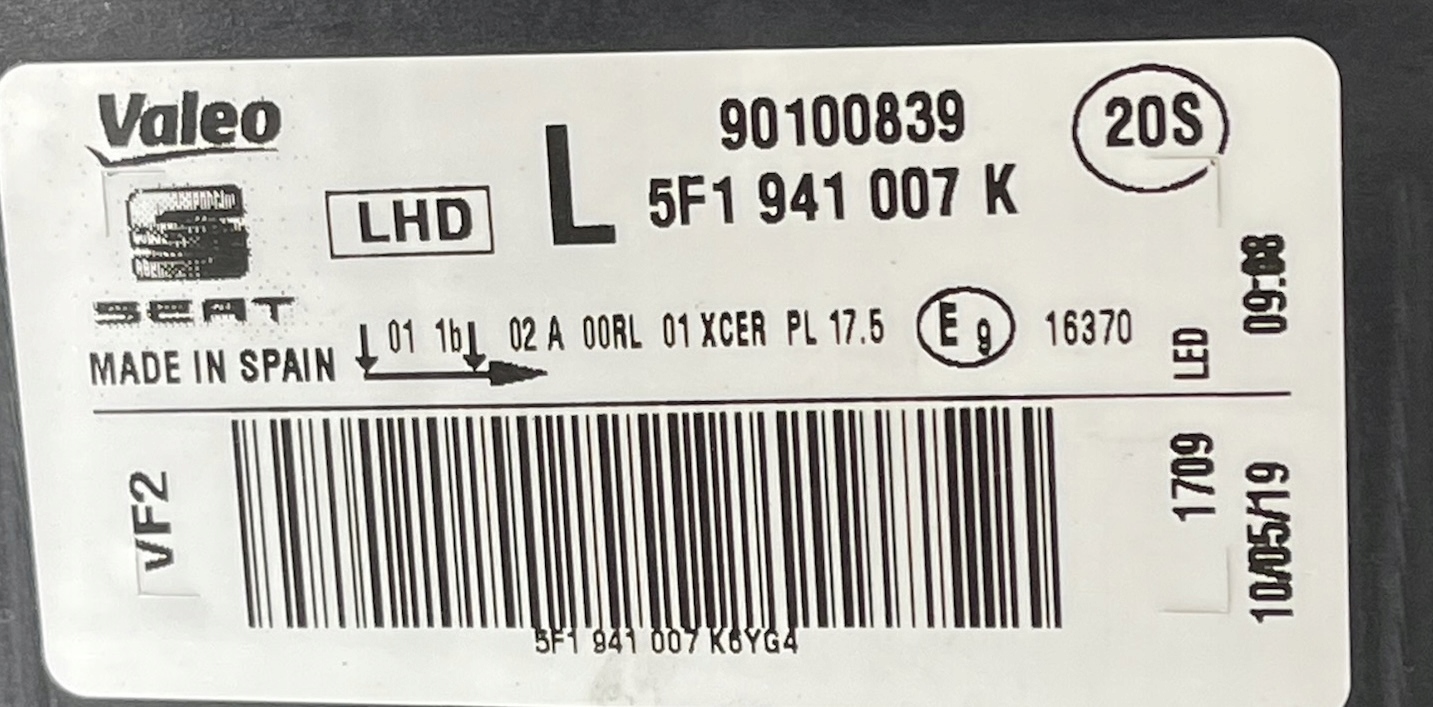 Valeo
SEAT
MADE IN SPAIN
LHD
L
90100839
5F1 941 007 K
20S
01 1b 02 A 00RL 01 XCER PL 17.5 E 9 16370
LED
09:08
VF2
1709
10/05/19
5F1 941 007 K6YG4